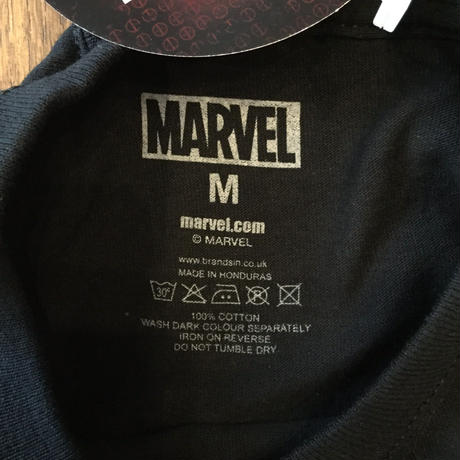 MARVEL
M
marvel.com
© MARVEL
www.brandsin.co.uk
MADE IN HONDURAS
30°
100% COTTON
WASH DARK COLOUR SEPARATELY
IRON ON REVERSE
DO NOT TUMBLE DRY